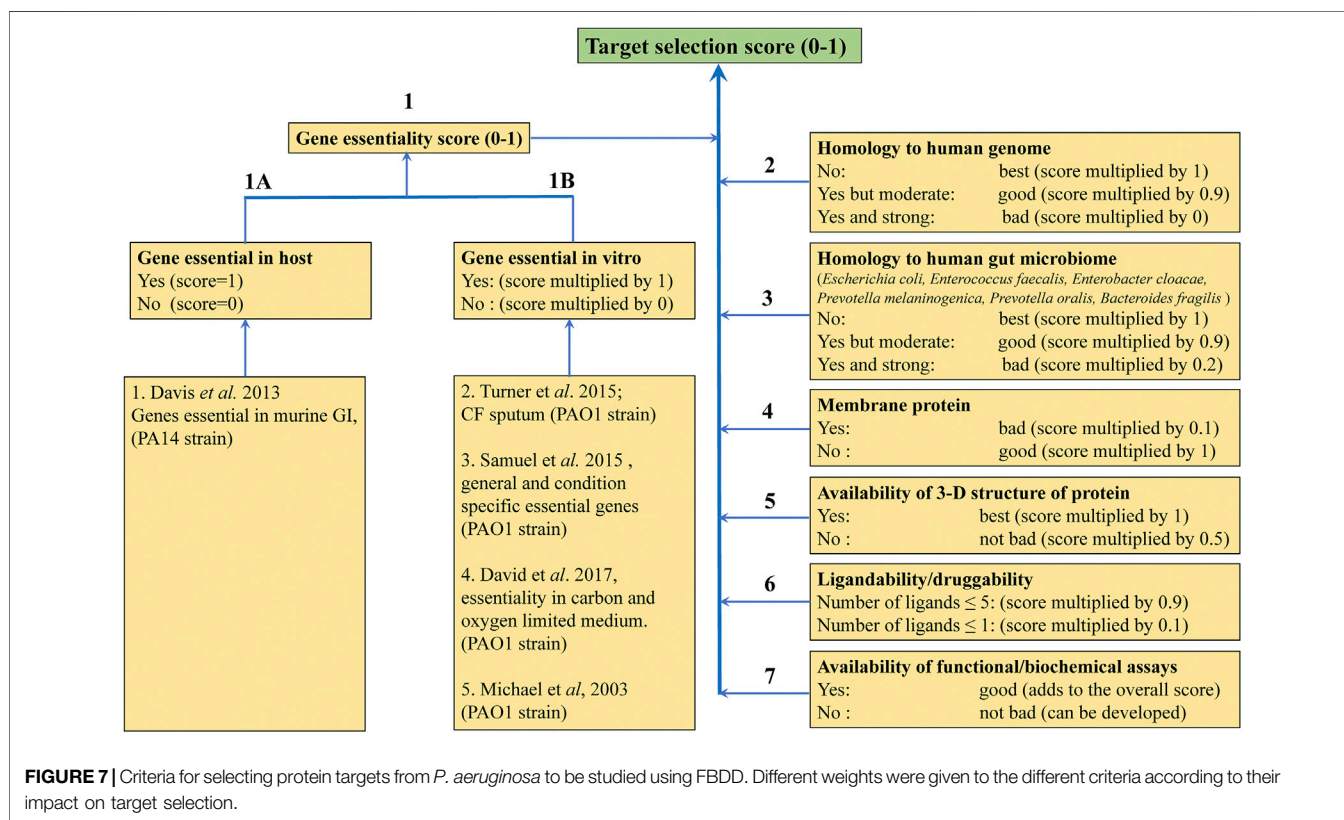 Target selection score (0-1)
1
Gene essentiality score (0-1)
1A
1B
Gene essential in host
Yes (score=1)
No (score=0)
Gene essential in vitro
Yes: (score multiplied by 1)
No : (score multiplied by 0)
1. Davis et al. 2013
Genes essential in murine GI,
(PA14 strain)
2. Turner et al. 2015;
CF sputum (PAO1 strain)
3. Samuel et al. 2015 ,
general and condition
specific essential genes
(PAO1 strain)
4. David et al. 2017,
essentiality in carbon and
oxygen limited medium.
(PAO1 strain)
5. Michael et al, 2003
(PAO1 strain)
2
Homology to human genome
No: best (score multiplied by 1)
Yes but moderate: good (score multiplied by 0.9)
Yes and strong: bad (score multiplied by 0)
3
Homology to human gut microbiome
(Escherichia coli, Enterococcus faecalis, Enterobacter cloacae,
Prevotella melaninogenica, Prevotella oralis, Bacteroides fragilis )
No: best (score multiplied by 1)
Yes but moderate: good (score multiplied by 0.9)
Yes and strong: bad (score multiplied by 0.2)
4
Membrane protein
Yes: bad (score multiplied by 0.1)
No : good (score multiplied by 1)
5
Availability of 3-D structure of protein
Yes: best (score multiplied by 1)
No : not bad (score multiplied by 0.5)
6
Ligandability/druggability
Number of ligands ≤ 5: (score multiplied by 0.9)
Number of ligands ≤ 1: (score multiplied by 0.1)
7
Availability of functional/biochemical assays
Yes: good (adds to the overall score)
No : not bad (can be developed)
FIGURE 7 | Criteria for selecting protein targets from P. aeruginosa to be studied using FBDD. Different weights were given to the different criteria according to their
impact on target selection.